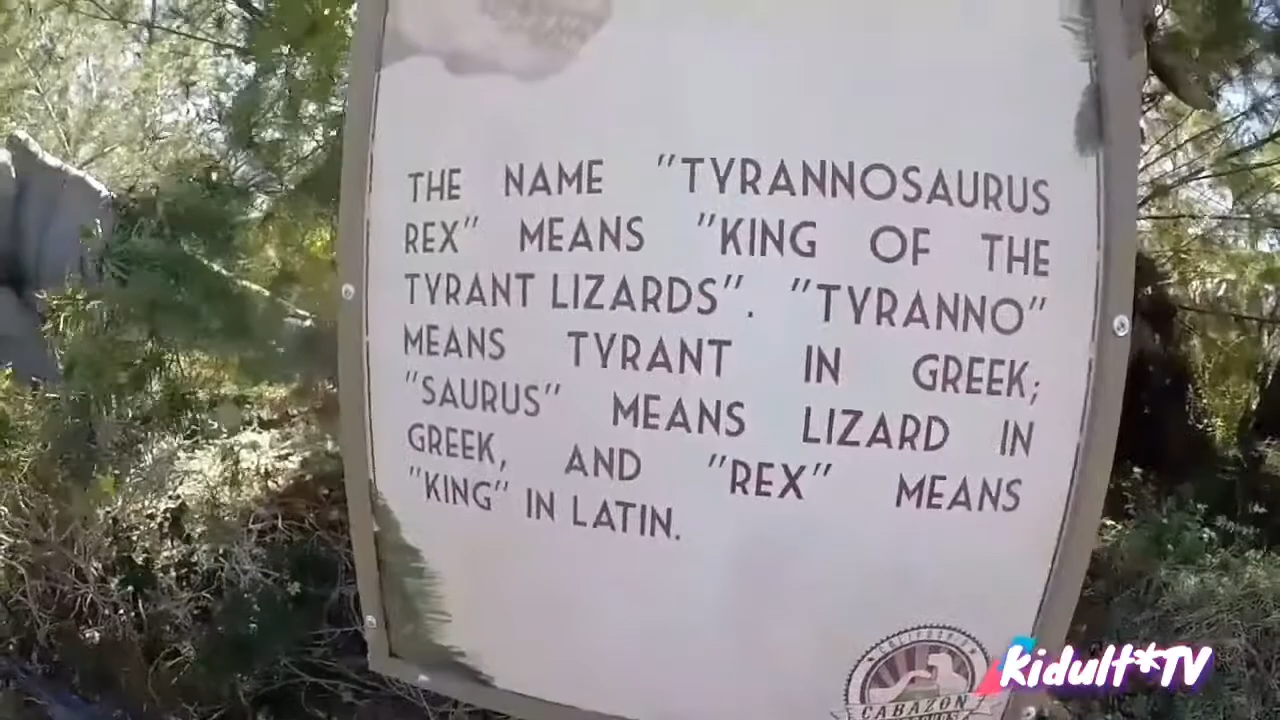 THE NAME "TYRANNOSAURUS
REX" MEANS "KING OF THE
TYRANT LIZARDS". "TYRANNO"
MEANS TYRANT IN GREEK;
"SAURUS" MEANS LIZARD IN
GREEK, AND "REX" MEANS
"KING" IN LATIN.
CALIFORNIA
CABAZON
kidult*TV